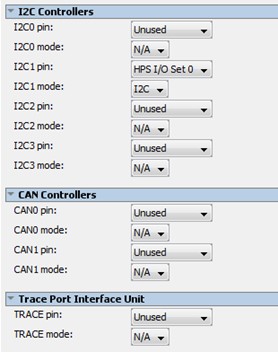 I2C Controllers
I2C0 pin: Unused
I2C0 mode: N/A
I2C1 pin: HPS I/O Set 0
I2C1 mode: I2C
I2C2 pin: Unused
I2C2 mode: N/A
I2C3 pin: Unused
I2C3 mode: N/A
CAN Controllers
CAN0 pin: Unused
CAN0 mode: N/A
CAN1 pin: Unused
CAN1 mode: N/A
Trace Port Interface Unit
TRACE pin: Unused
TRACE mode: N/A